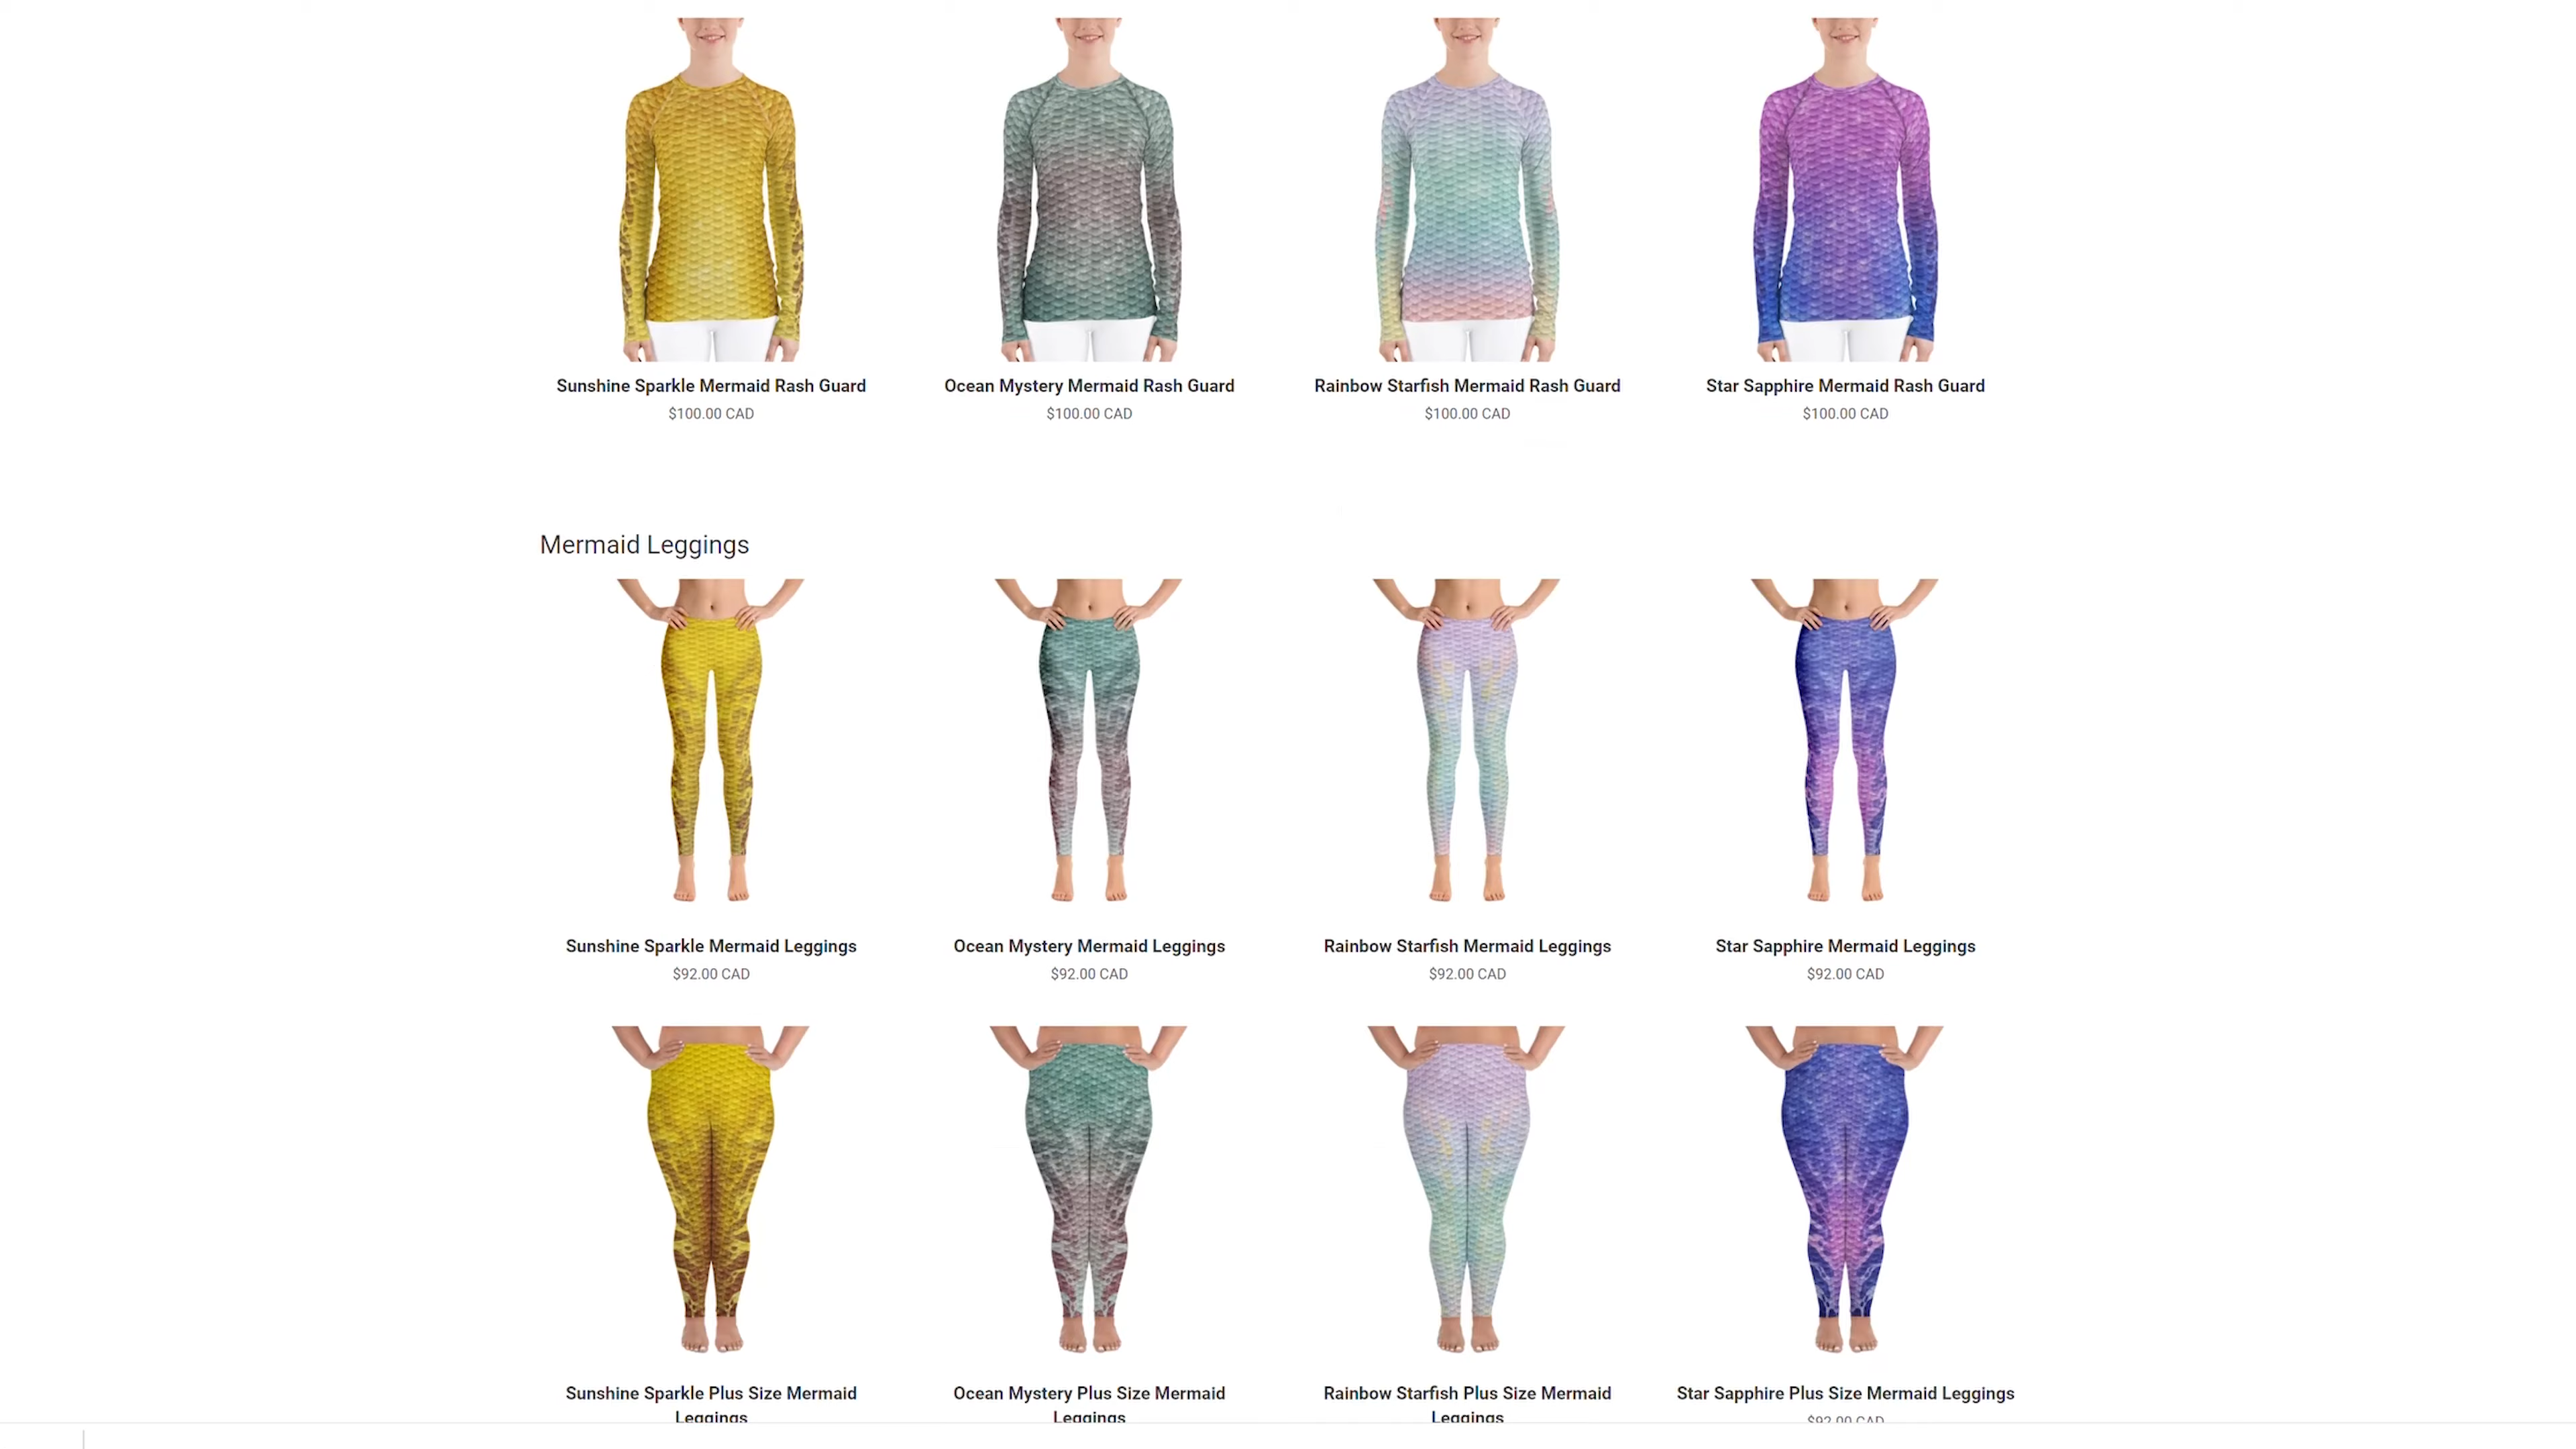 Sunshine Sparkle Mermaid Rash Guard
$100.00 CAD
Ocean Mystery Mermaid Rash Guard
$100.00 CAD
Rainbow Starfish Mermaid Rash Guard
$100.00 CAD
Star Sapphire Mermaid Rash Guard
$100.00 CAD
Mermaid Leggings
Sunshine Sparkle Mermaid Leggings
$92.00 CAD
Ocean Mystery Mermaid Leggings
$92.00 CAD
Rainbow Starfish Mermaid Leggings
$92.00 CAD
Star Sapphire Mermaid Leggings
$92.00 CAD
Sunshine Sparkle Plus Size Mermaid
Leggings
Ocean Mystery Plus Size Mermaid
Leggings
Rainbow Starfish Plus Size Mermaid
Leggings
Star Sapphire Plus Size Mermaid Leggings
$92.00 CAD